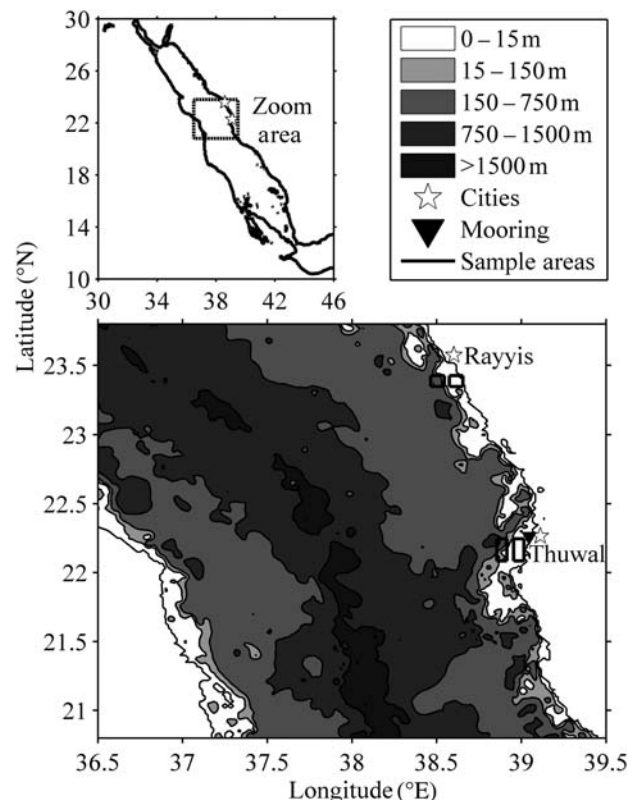 30
26
22
18
14
10
30 34 38 42 46
Zoom
area
0 – 15 m
15 – 150 m
150 – 750 m
750 – 1500 m
>1500 m
Cities
Mooring
Sample areas
Latitude (°N)
23.5
23
22.5
22
21.5
21
Rayyis
Thuwal
36.5 37 37.5 38 38.5 39 39.5
Longitude (°E)